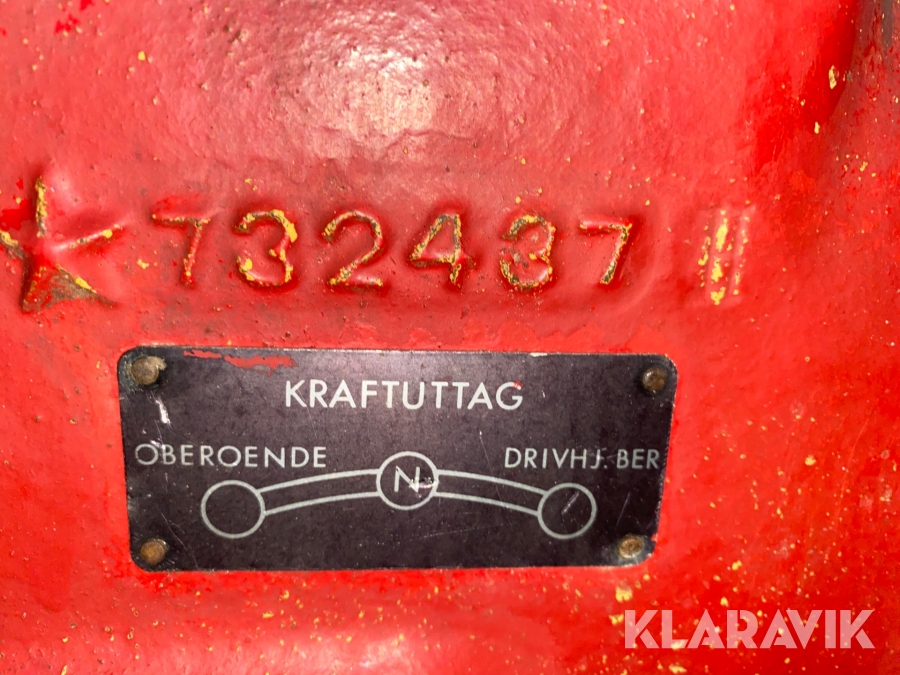 732437
KRAFTUTTAG
OBEROENDE DRIVHJ. BER
N
KLARAVIK